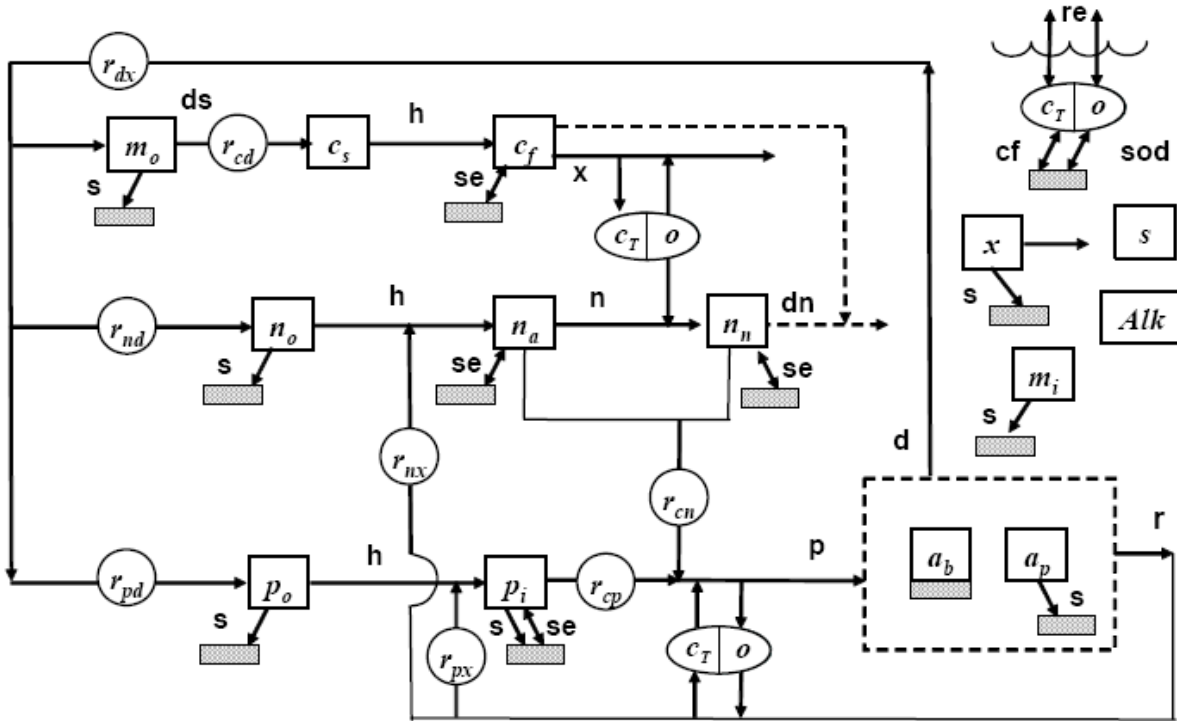 re
r_dx
c_T o
ds h
m_o r_cd c_s c_f
cf sod
s se x
c_T o
x s
s
h n dn
r_nd n_o n_a n_n
Alk
s se se
m_i
s
d
r_nx
r_cn
h p r
r_pd p_o p_i r_cp a_b a_p
s s se s
r_px c_T o